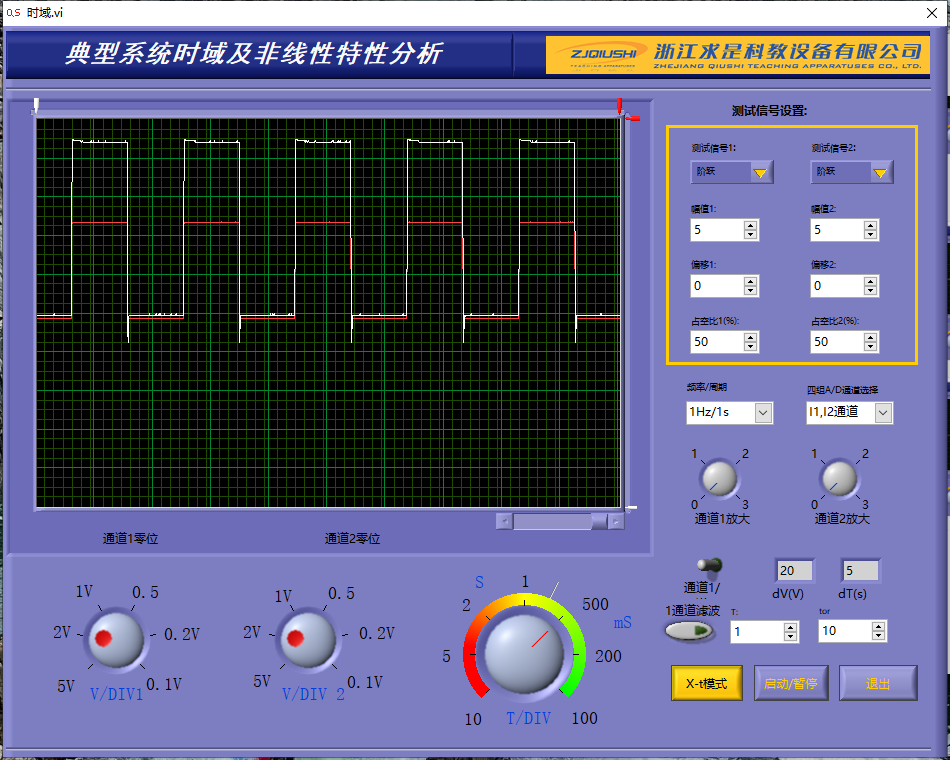 时域.vi
典型系统时域及非线性特性分析
ZJQIUSHI
浙江求是科教设备有限公司
ZHEJIANG QIUSHI TEACHING APPARATUSES CO., LTD.
测试信号设置:
测试信号1: 测试信号2:
阶跃 阶跃
幅值1: 幅值2:
5 5
偏移1: 偏移2:
0 0
占空比1(%): 占空比2(%):
50 50
频率/周期 四组A/D通道选择
1Hz/1s I1,I2通道
1 2 1 2
0 3 0 3
通道1放大 通道2放大
通道1零位 通道2零位
1V 0.5
2V 0.2V
5V 0.1V
V/DIV1
1V 0.5
2V 0.2V
5V 0.1V
V/DIV 2
S 1
2 500
mS
5 200
10 T/DIV 100
通道1/
...
20 5
dV(V) dT(s)
1通道滤波 T: tor
1 10
X-t模式 启动/暂停 退出